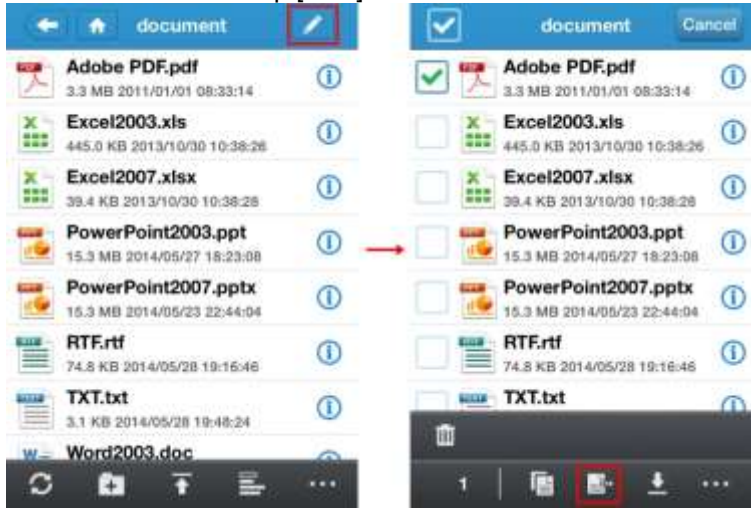 document
Adobe PDF.pdf
3.3 MB 2011/01/01 08:33:14
Excel2003.xls
445.0 KB 2013/10/30 10:38:26
Excel2007.xlsx
39.4 KB 2013/10/30 10:38:28
PowerPoint2003.ppt
15.3 MB 2014/05/27 18:23:08
PowerPoint2007.pptx
15.3 MB 2014/05/23 22:44:04
RTF.rtf
74.8 KB 2014/05/28 19:16:46
TXT.txt
3.1 KB 2014/05/28 19:48:24
Word2003.doc
document Cancel
Adobe PDF.pdf
3.3 MB 2011/01/01 08:33:14
Excel2003.xls
445.0 KB 2013/10/30 10:38:26
Excel2007.xlsx
39.4 KB 2013/10/30 10:38:28
PowerPoint2003.ppt
15.3 MB 2014/05/27 18:23:08
PowerPoint2007.pptx
15.3 MB 2014/05/23 22:44:04
RTF.rtf
74.8 KB 2014/05/28 19:16:46
TXT.txt
1